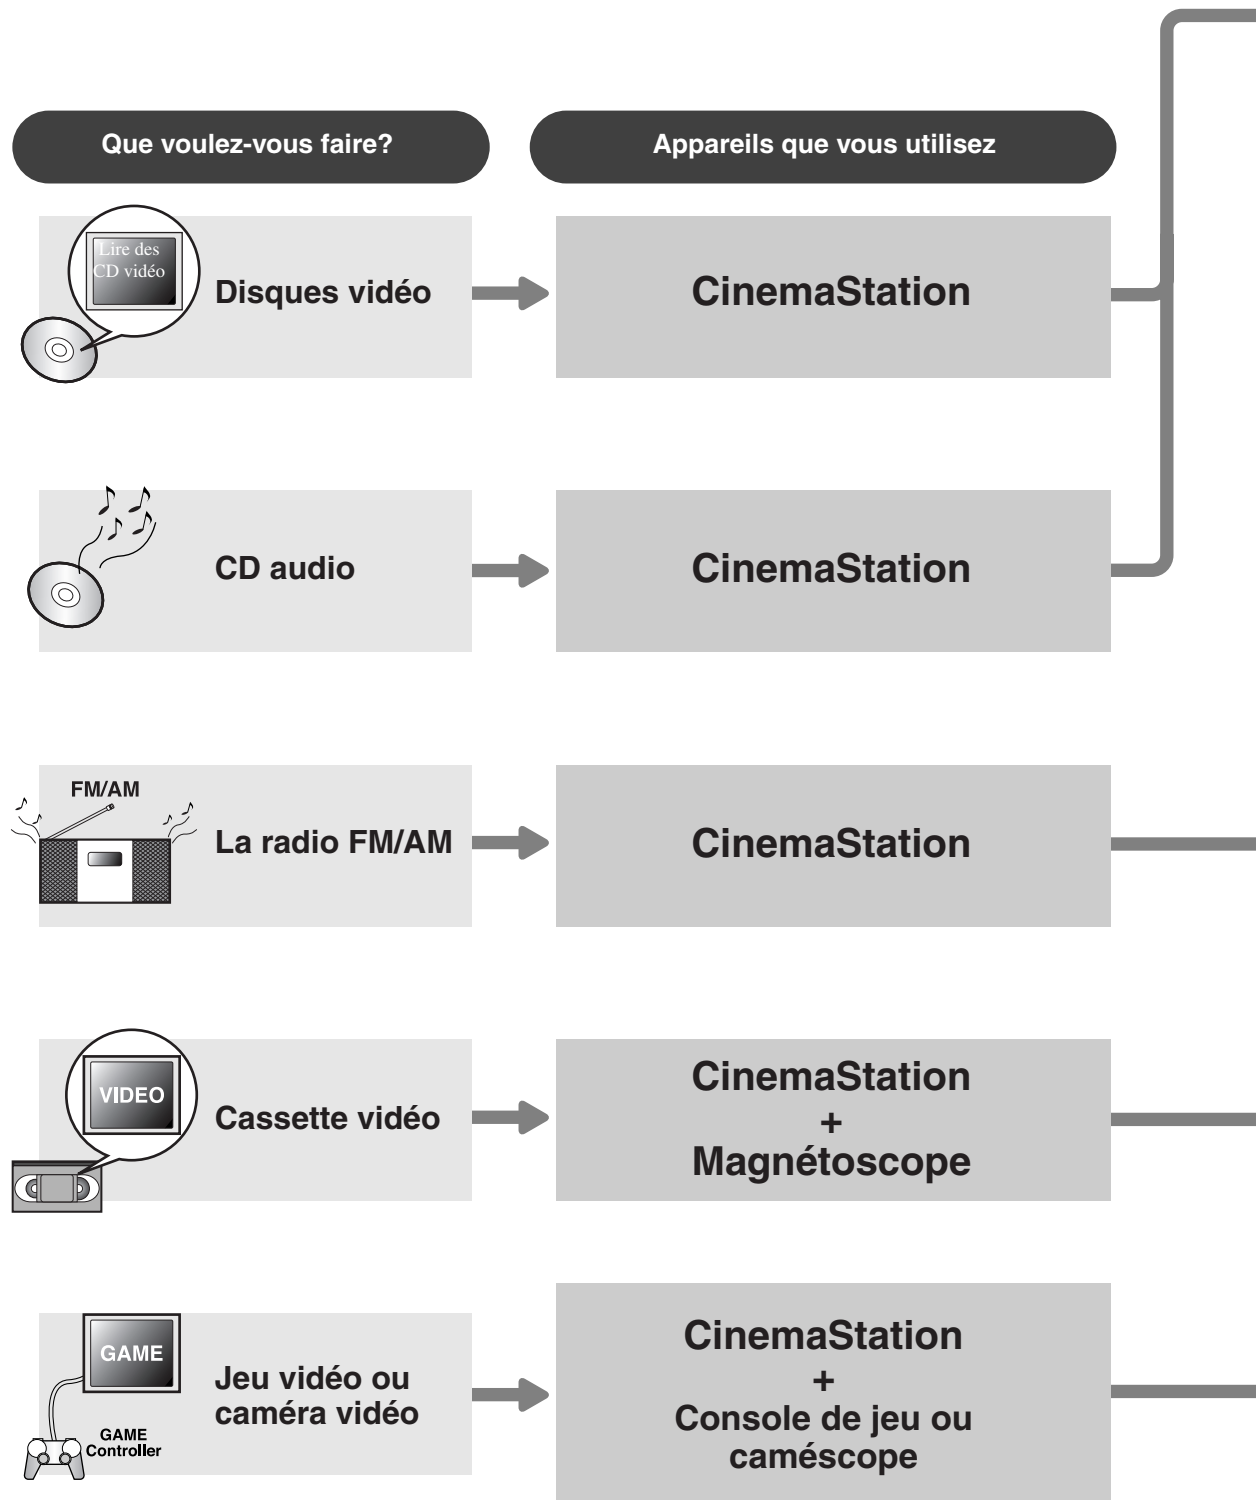 Que voulez-vous faire?
Appareils que vous utilisez
Lire des
CD vidéo
Disques vidéo
CinemaStation
CD audio
CinemaStation
FM/AM
La radio FM/AM
CinemaStation
VIDEO
Cassette vidéo
CinemaStation
+
Magnétoscope
GAME
GAME
Controller
Jeu vidéo ou
caméra vidéo
CinemaStation
+
Console de jeu ou
caméscope